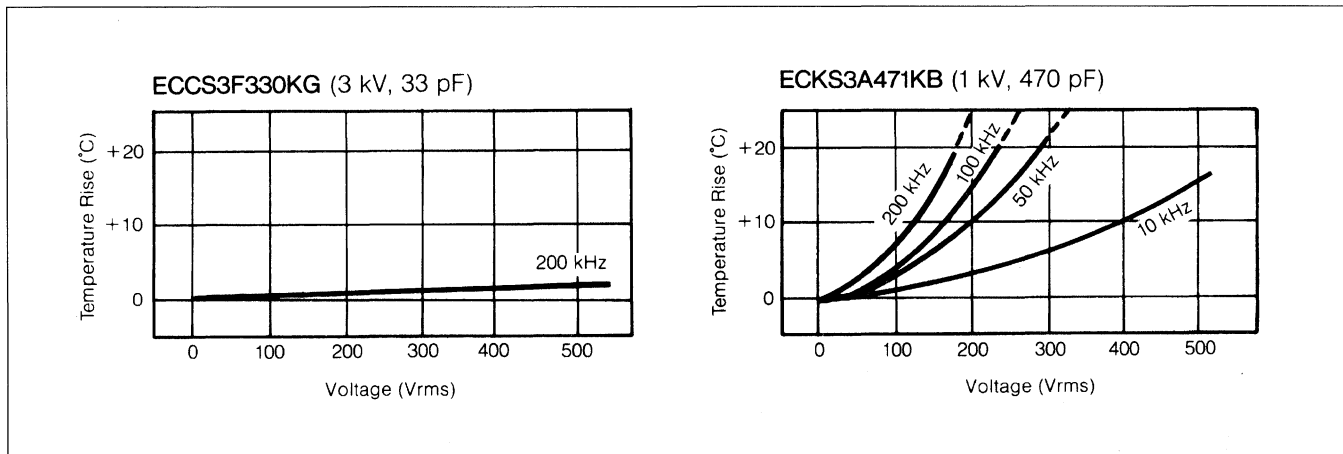 ECCS3F330KG (3 kV, 33 pF)
Temperature Rise (°C)
+20
+10
0
200 kHz
0 100 200 300 400 500
Voltage (Vrms)
ECKS3A471KB (1 kV, 470 pF)
Temperature Rise (°C)
+20
+10
0
200 kHz
100 kHz
50 kHz
10 kHz
0 100 200 300 400 500
Voltage (Vrms)